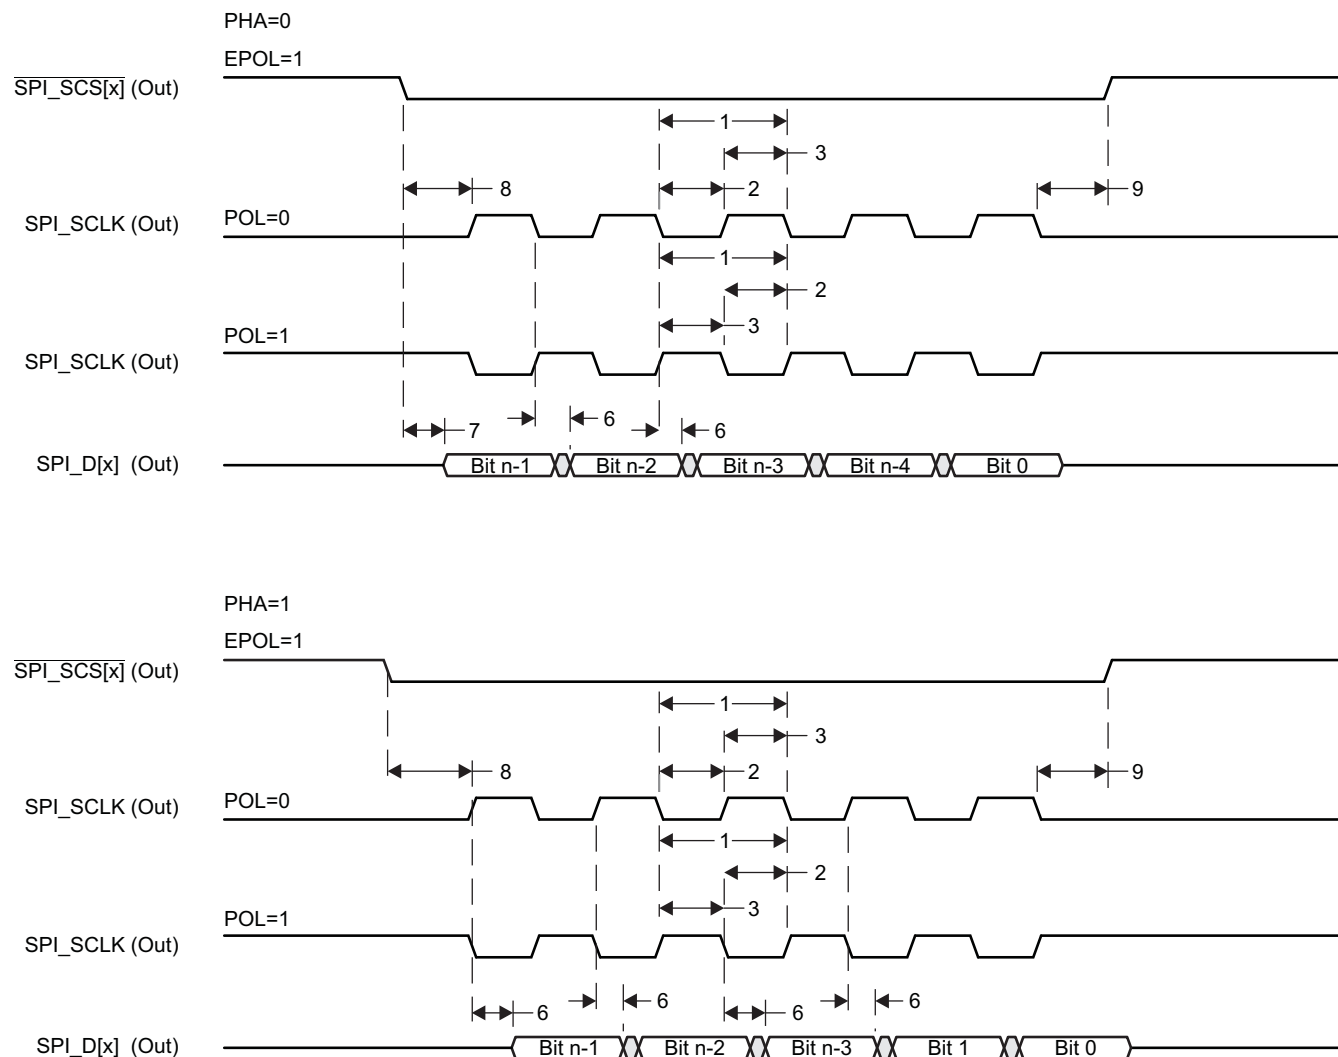 PHA=0
EPOL=1
SPI_SCS[x] (Out)
1
3
8
2
9
SPI_SCLK (Out)
POL=0
1
2
3
POL=1
SPI_SCLK (Out)
6
7
6
SPI_D[x] (Out)
Bit n-1
Bit n-2
Bit n-3
Bit n-4
Bit 0
PHA=1
EPOL=1
SPI_SCS[x] (Out)
1
3
8
2
9
SPI_SCLK (Out)
POL=0
1
2
3
POL=1
SPI_SCLK (Out)
6
6
6
6
SPI_D[x] (Out)
Bit n-1
Bit n-2
Bit n-3
Bit 1
Bit 0